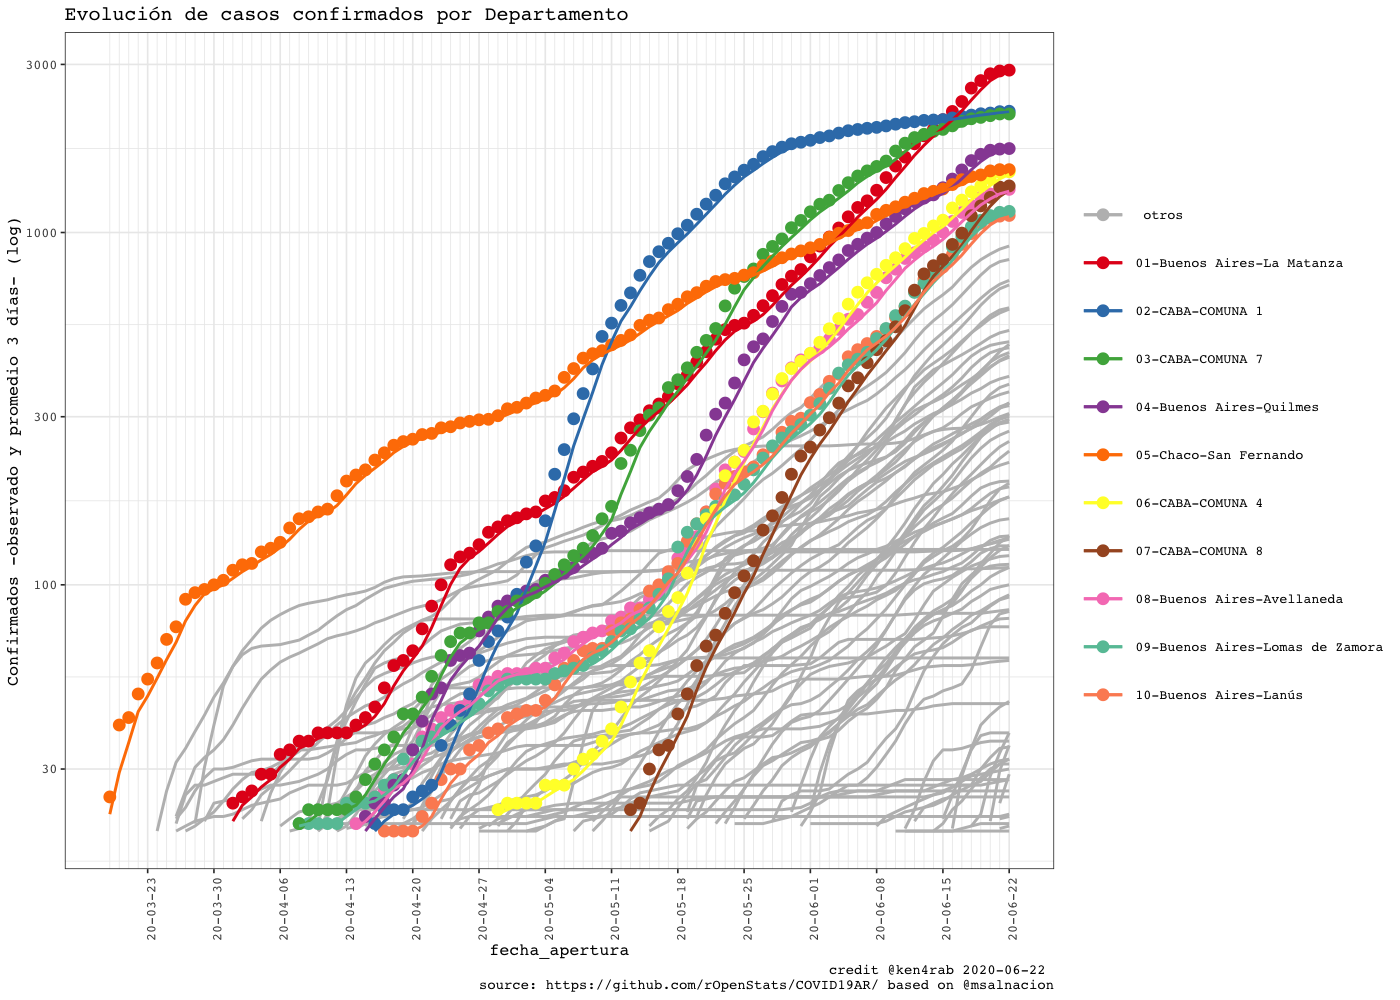 Evolución de casos confirmados por Departamento
Confirmados -observado y promedio 3 días- (log)
3000
1000
300
100
30
20-03-23
20-03-30
20-04-06
20-04-13
20-04-20
20-04-27
20-05-04
20-05-11
20-05-18
20-05-25
20-06-01
20-06-08
20-06-15
20-06-22
fecha_apertura
otros
01-Buenos Aires-La Matanza
02-CABA-COMUNA 1
03-CABA-COMUNA 7
04-Buenos Aires-Quilmes
05-Chaco-San Fernando
06-CABA-COMUNA 4
07-CABA-COMUNA 8
08-Buenos Aires-Avellaneda
09-Buenos Aires-Lomas de Zamora
10-Buenos Aires-Lanús
credit @ken4rab 2020-06-22
source: https://github.com/rOpenStats/COVID19AR/ based on @msalnacion